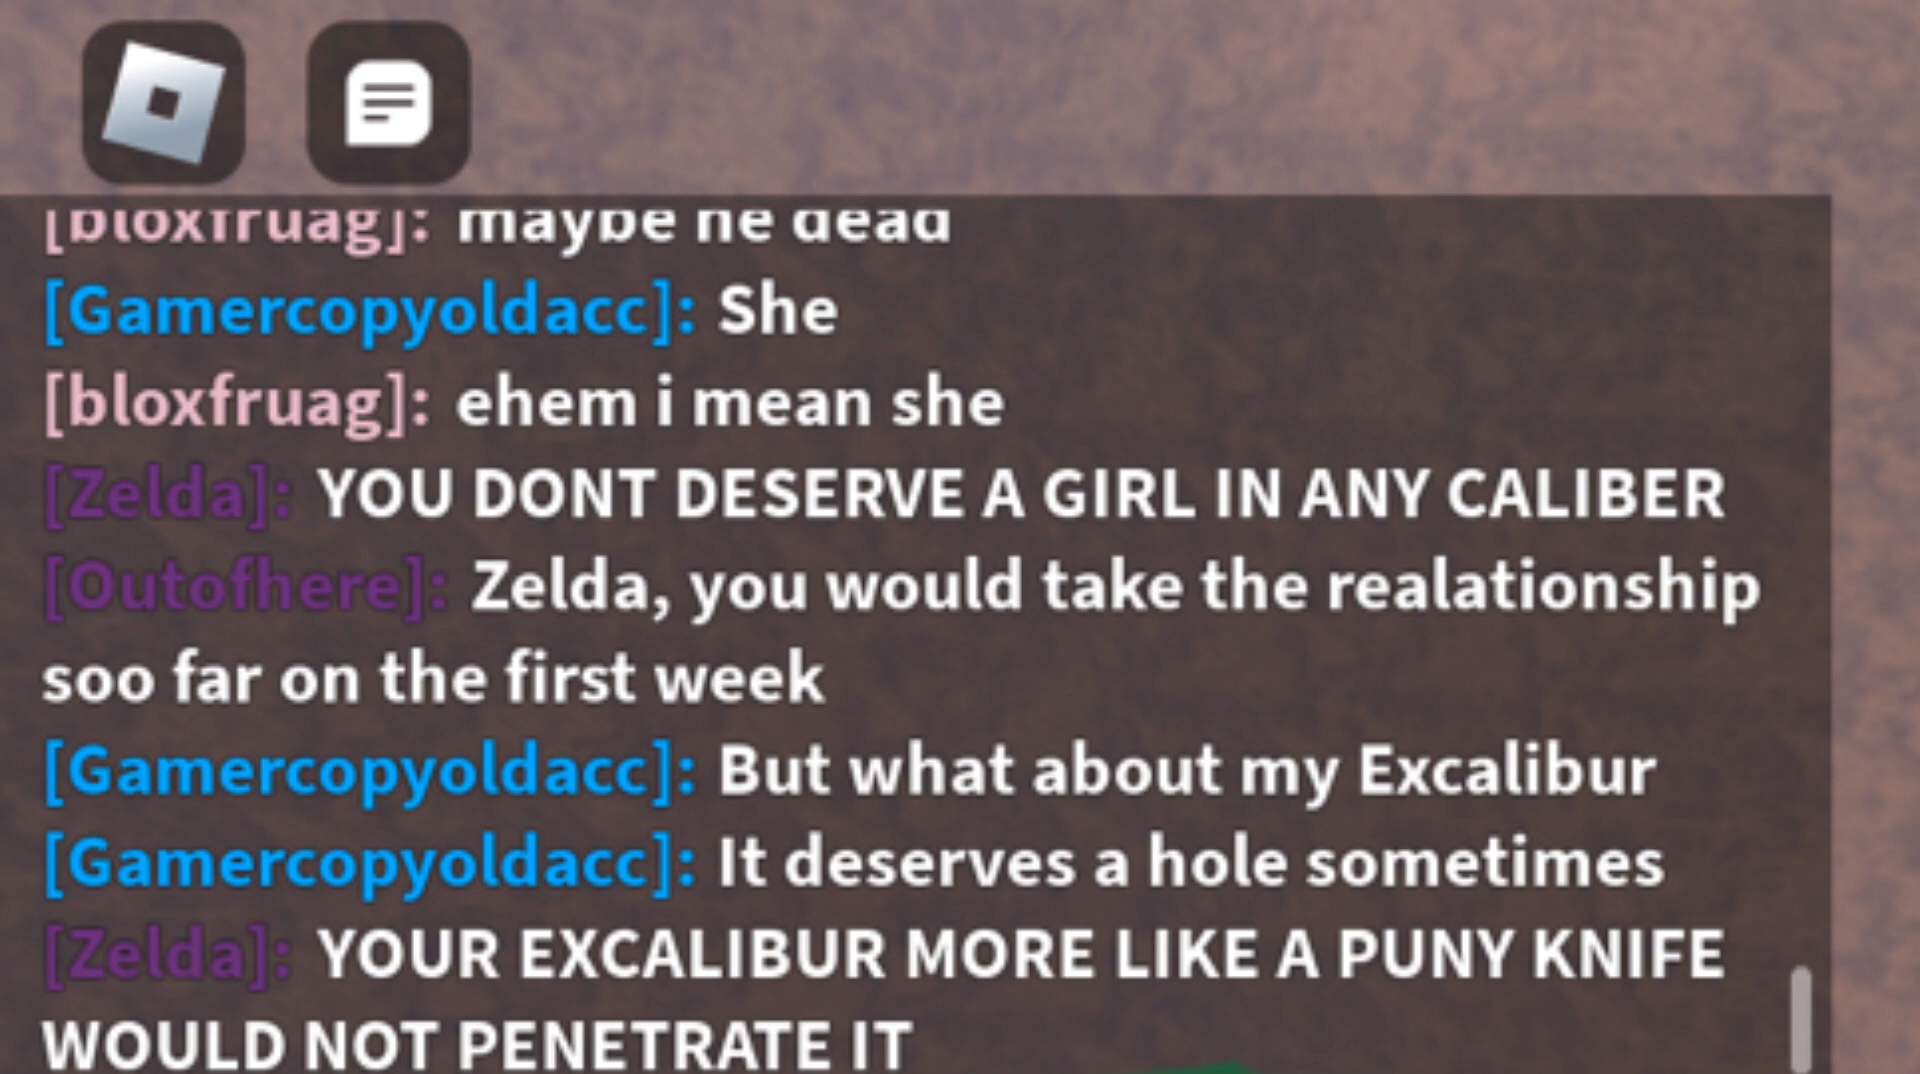 [bloxfruag]: maybe he dead
[Gamercopyoldacc]: She
[bloxfruag]: ehem i mean she
[Zelda]: YOU DONT DESERVE A GIRL IN ANY CALIBER
[Outofhere]: Zelda, you would take the realationship
soo far on the first week
[Gamercopyoldacc]: But what about my Excalibur
[Gamercopyoldacc]: It deserves a hole sometimes
[Zelda]: YOUR EXCALIBUR MORE LIKE A PUNY KNIFE
WOULD NOT PENETRATE IT